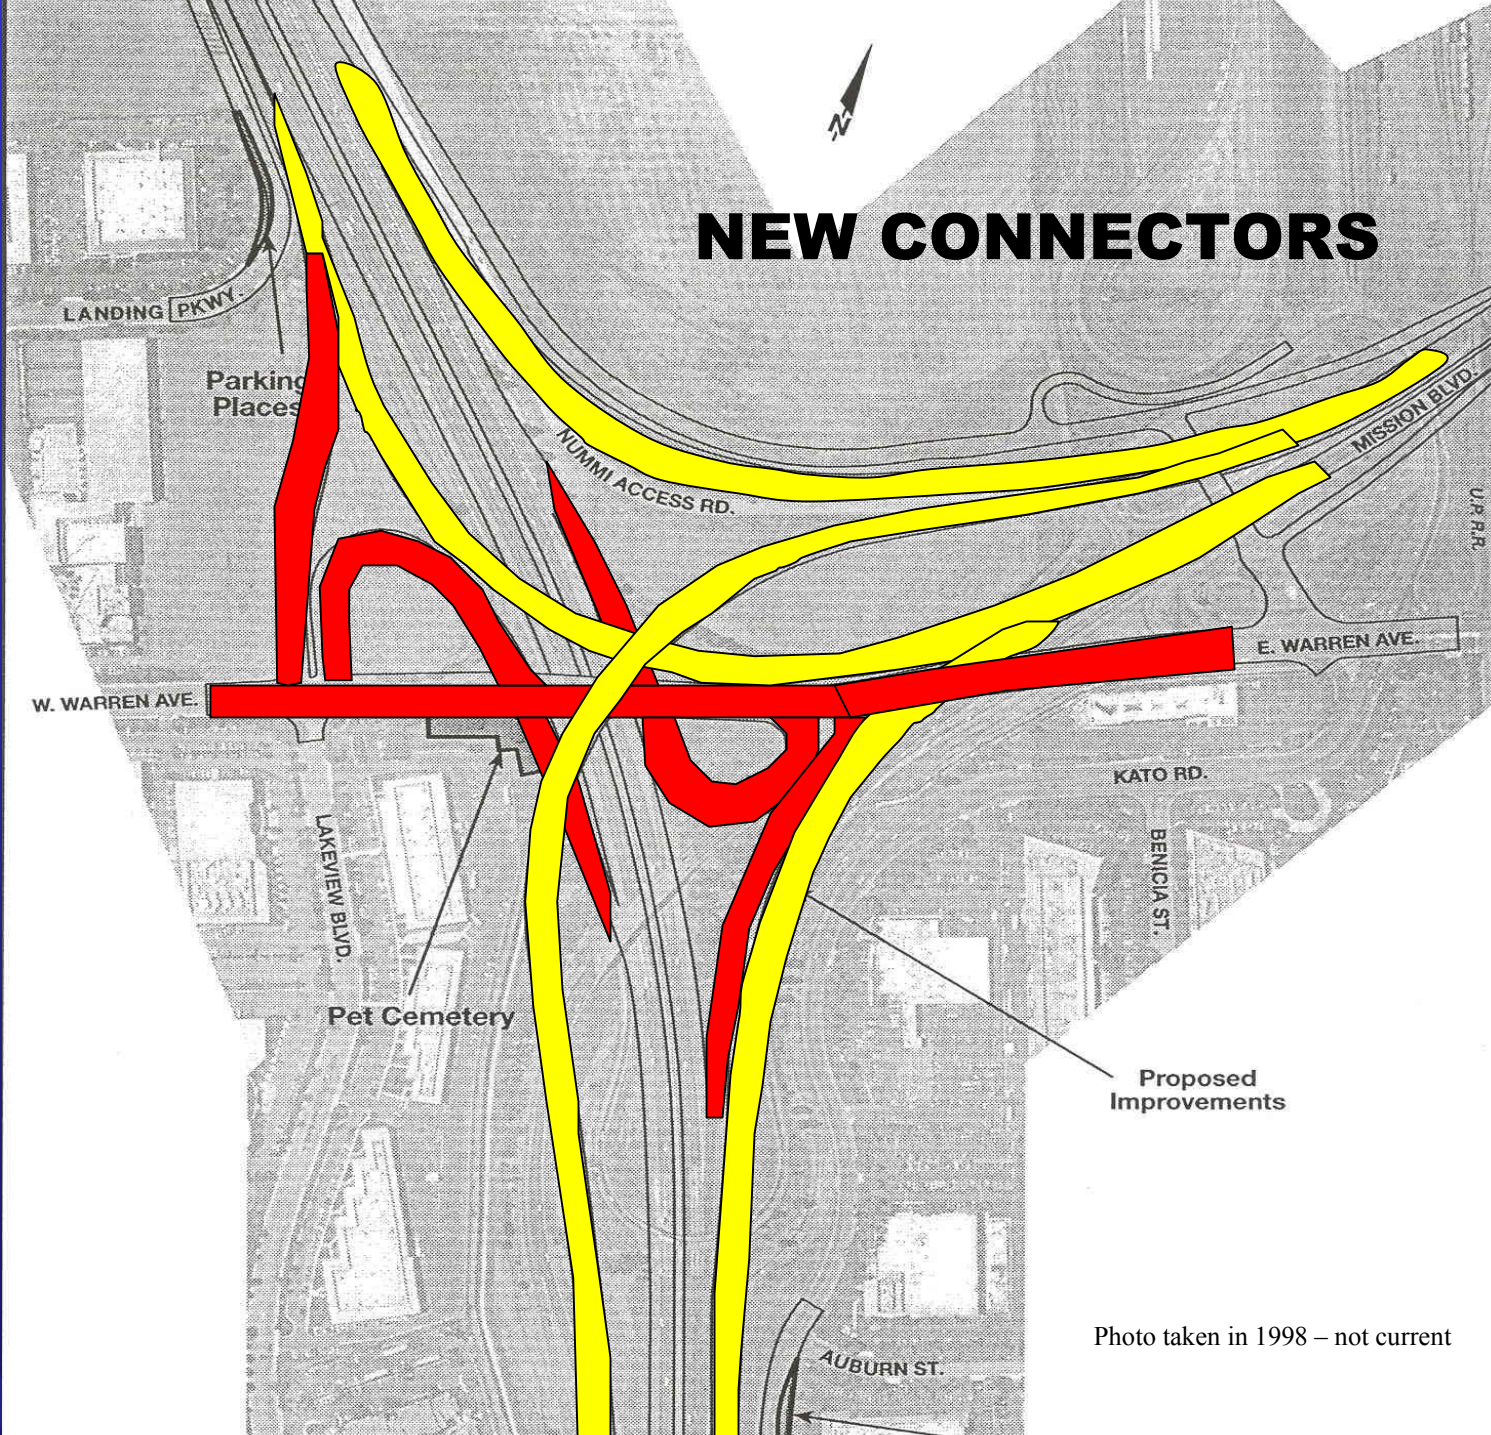 -N-
NEW CONNECTORS
LANDING PKWY.
Parking
Places
MISSION BLVD.
NUMMI ACCESS RD.
U.P. R.R.
E. WARREN AVE.
W. WARREN AVE.
KATO RD.
LAKEVIEW BLVD.
BENICIA ST.
Pet Cemetery
Proposed
Improvements
Photo taken in 1998 – not current
AUBURN ST.